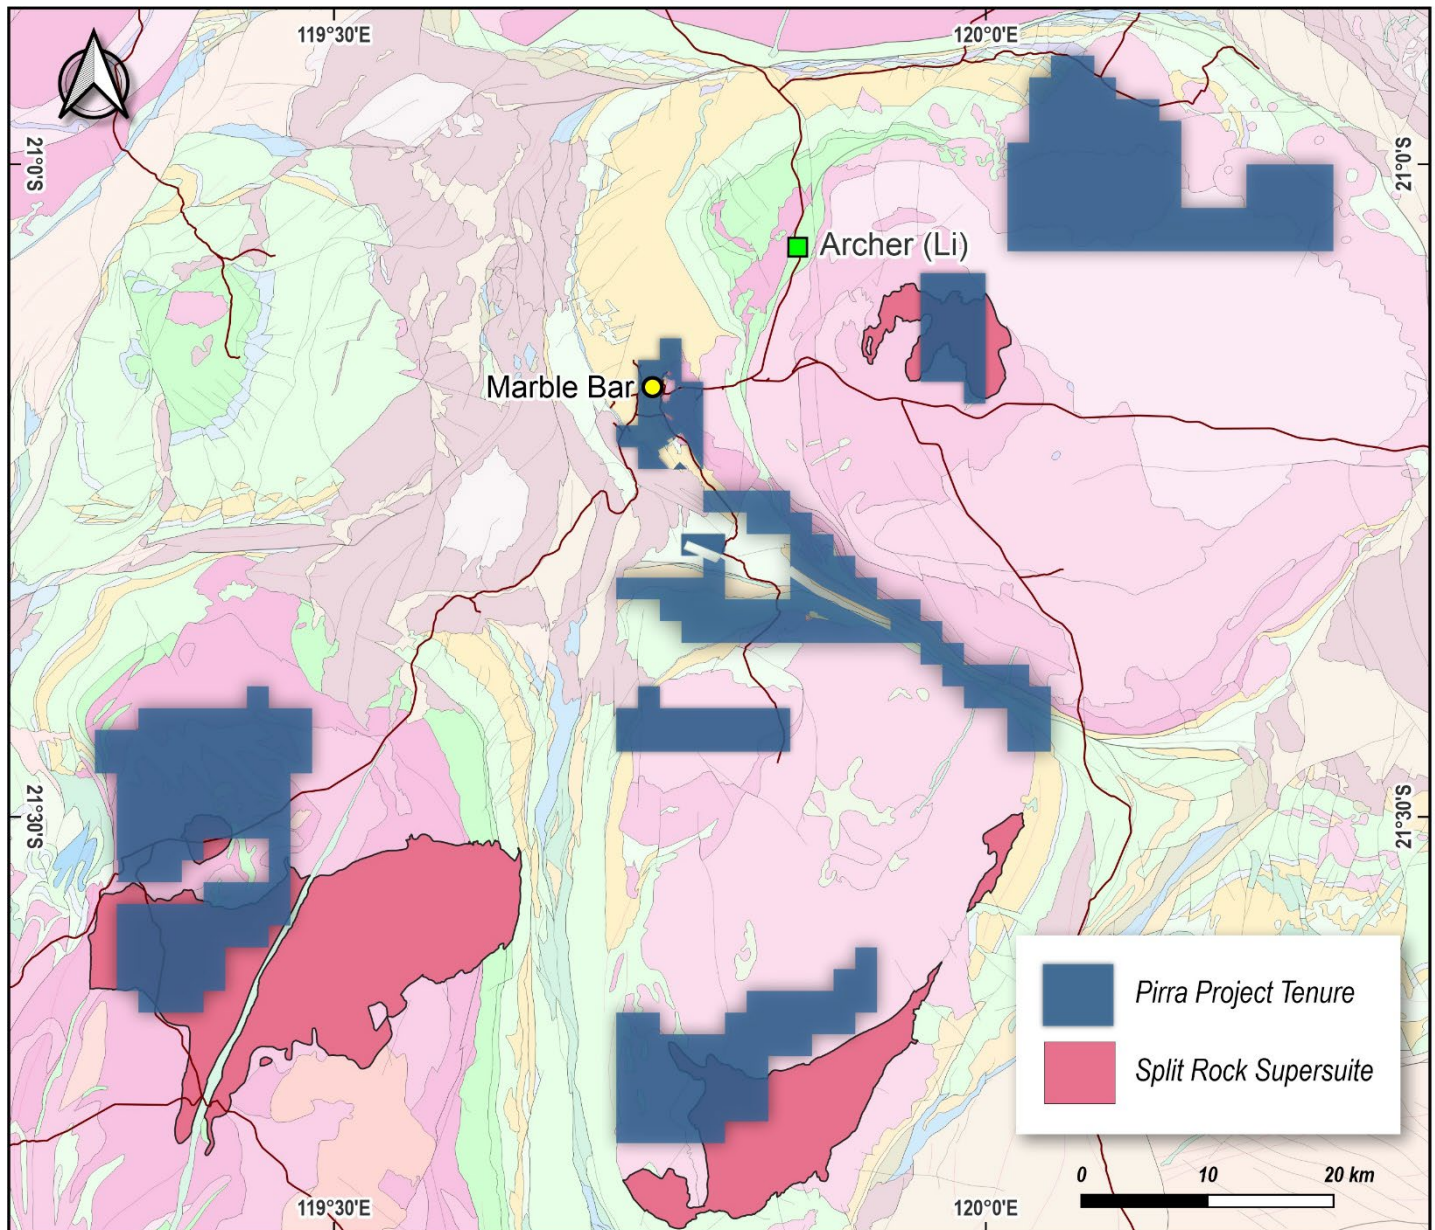 119°30'E
120°0'E
21°0'S
21°0'S
Archer (Li)
Marble Bar
21°30'S
21°30'S
Pirra Project Tenure
Split Rock Supersuite
0 10 20 km
119°30'E
120°0'E